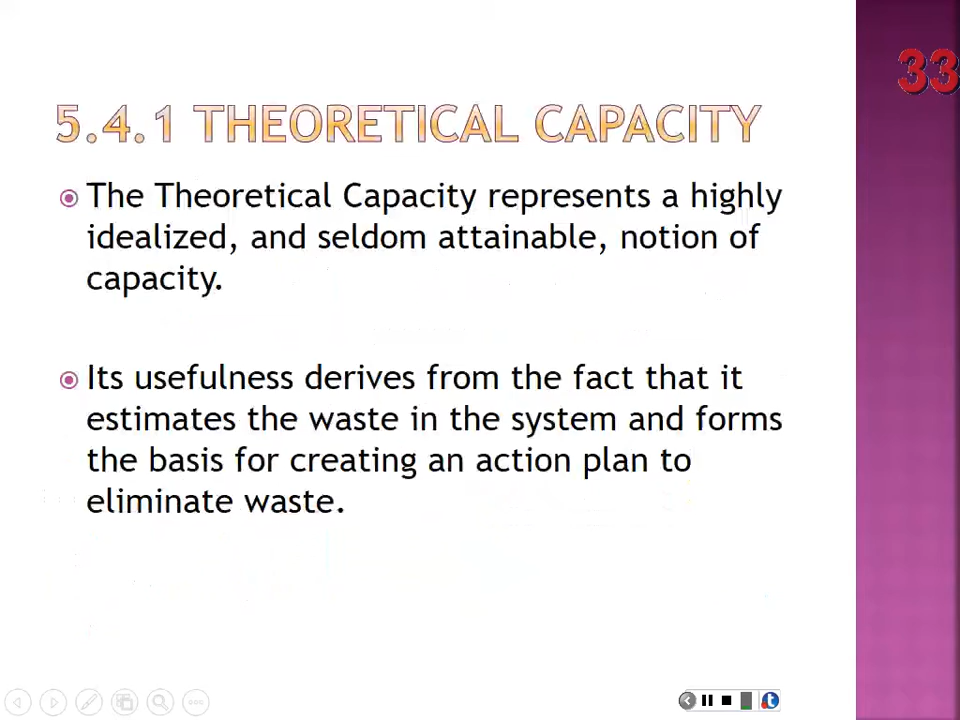 33
5.4.1 THEORETICAL CAPACITY
The Theoretical Capacity represents a highly
idealized, and seldom attainable, notion of
capacity.
Its usefulness derives from the fact that it
estimates the waste in the system and forms
the basis for creating an action plan to
eliminate waste.